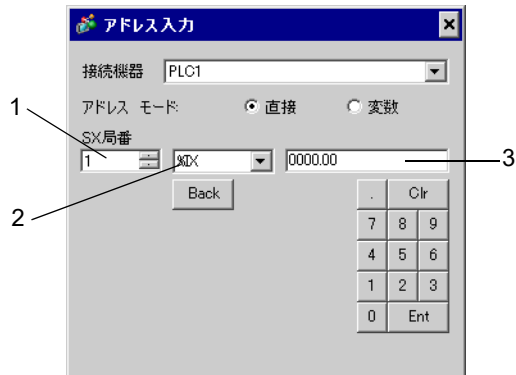 アドレス入力
接続機器 PLC1
アドレス モード: 直接 変数
1
SX局番
1 %IX 0000.00 3
Back . Clr
2
7 8 9
4 5 6
1 2 3
0 Ent